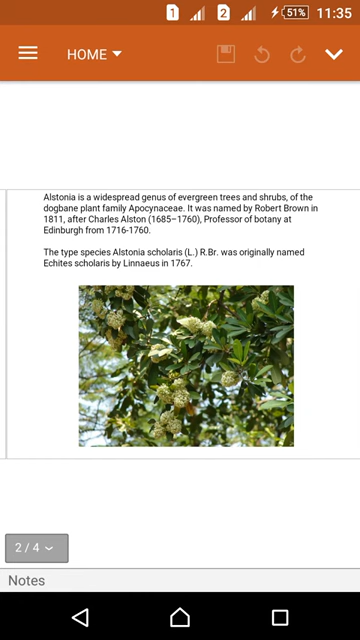 1 2 51% 11:35
HOME
Alstonia is a widespread genus of evergreen trees and shrubs, of the
dogbane plant family Apocynaceae. It was named by Robert Brown in
1811, after Charles Alston (1685–1760), Professor of botany at
Edinburgh from 1716-1760.
The type species Alstonia scholaris (L.) R.Br. was originally named
Echites scholaris by Linnaeus in 1767.
2 / 4
Notes